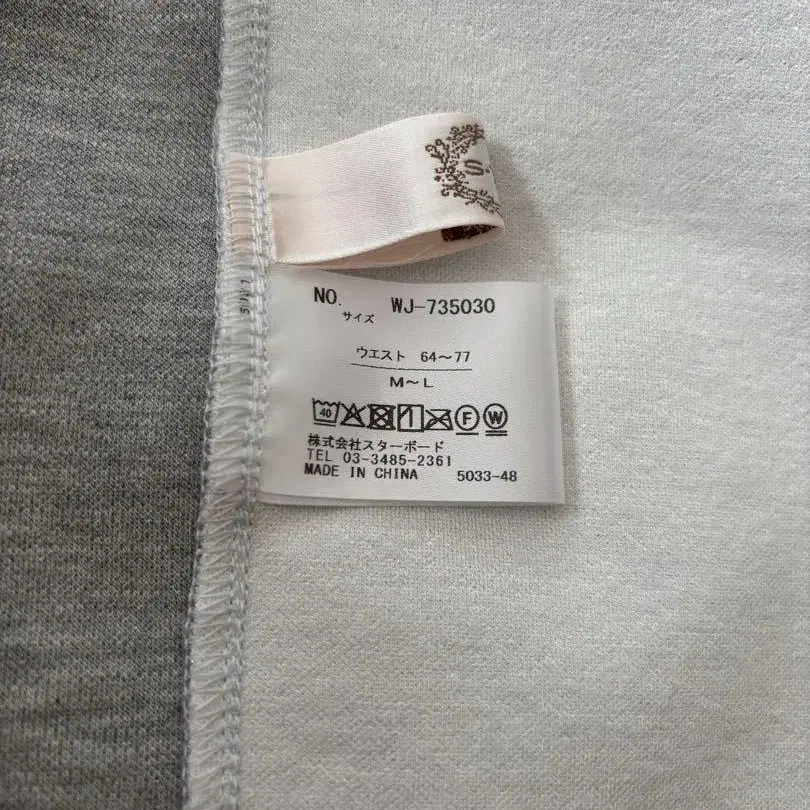 S.
NO. WJ-735030
サイズ
ウエスト 64〜77
M〜L
40 F W
株式会社スターボード
TEL 03-3485-2361
MADE IN CHINA 5033-48